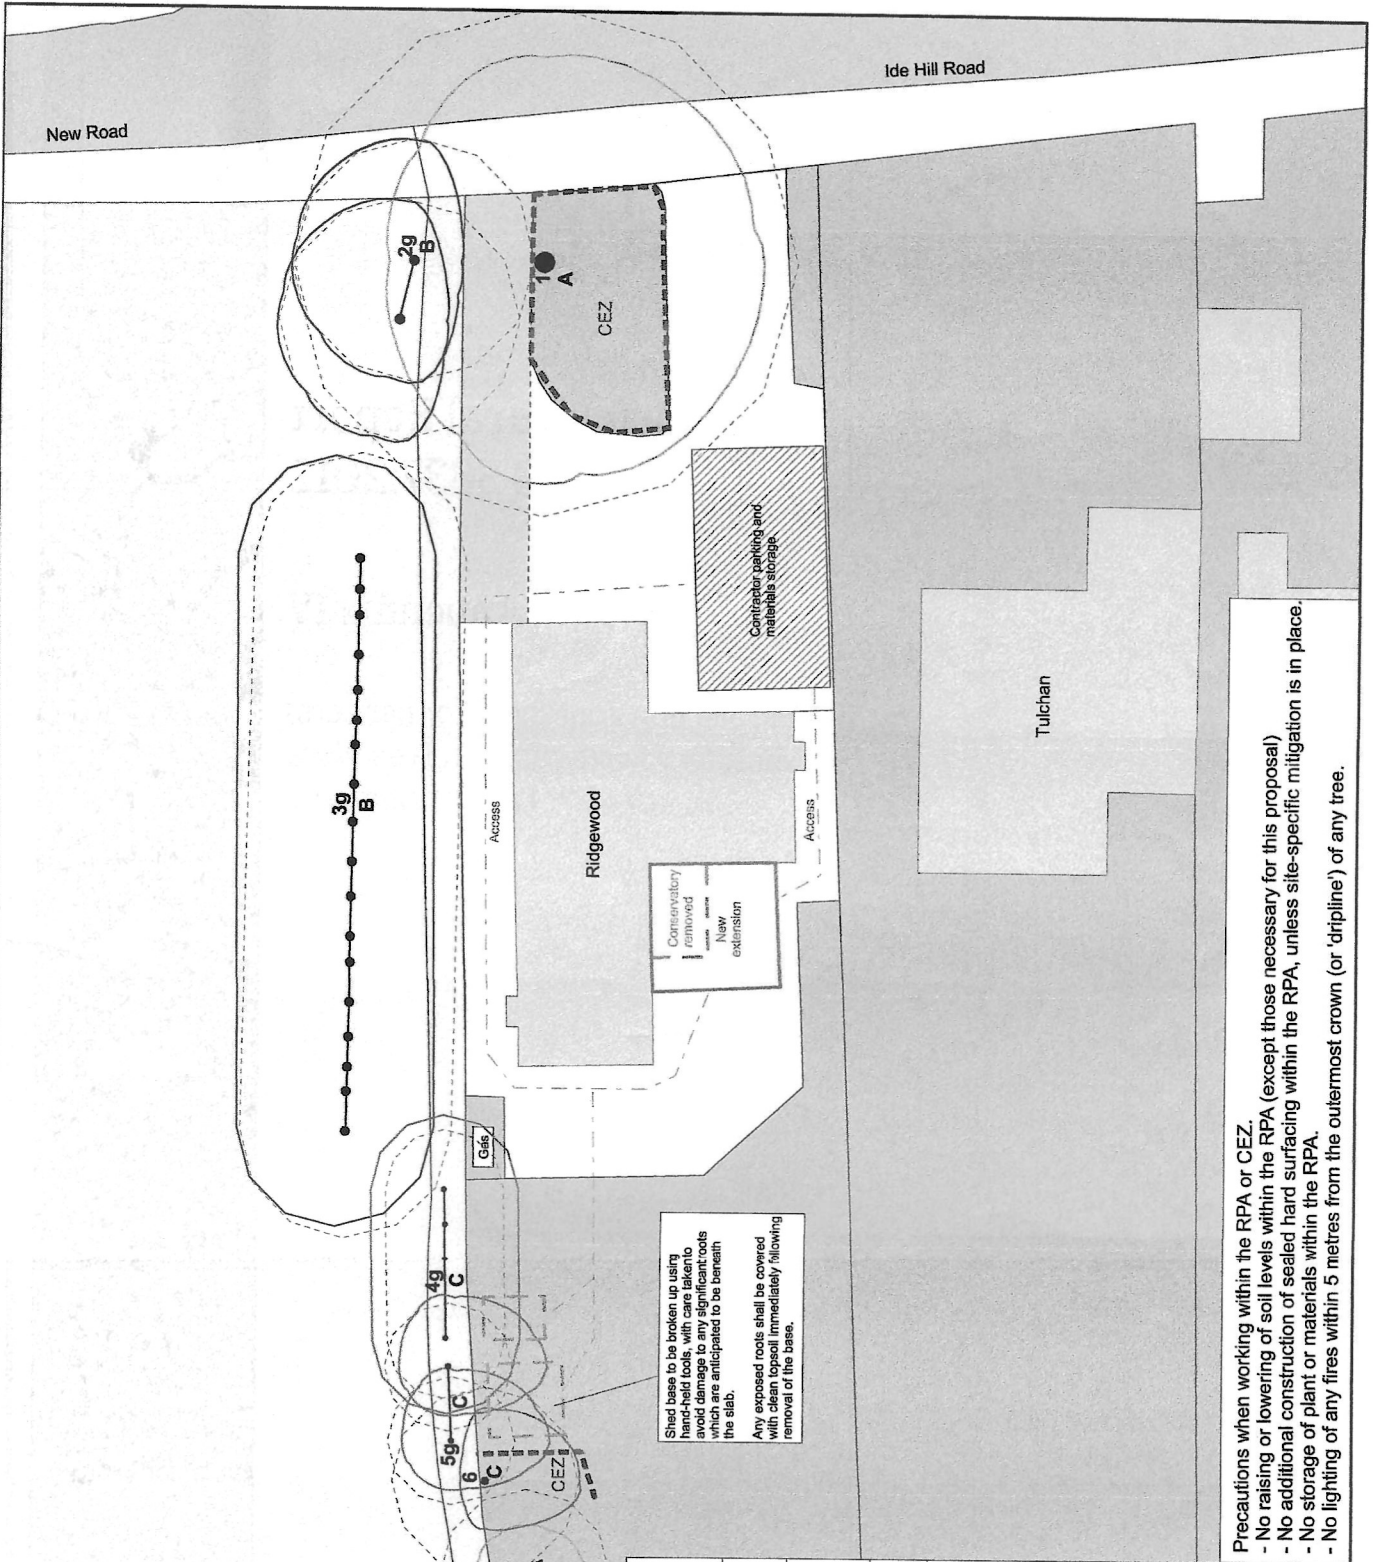 New Road
Ide Hill Road
2g
B
1
A
CEZ
3g
B
Contractor parking and
materials storage.
Access
Ridgewood
Access
Conservatory
removed
New
extension
Tulchan
Gas
4g
C
5g
C
6
C
CEZ
Shed base to be broken up using
hand-held tools, with care taken to
avoid damage to any significant roots
which are anticipated to be beneath
the slab.
Any exposed roots shall be covered
with clean topsoil immediately following
removal of the base.
Precautions when working within the RPA or CEZ.
- No raising or lowering of soil levels within the RPA (except those necessary for this proposal)
- No additional construction of sealed hard surfacing within the RPA, unless site-specific mitigation is in place.
- No storage of plant or materials within the RPA.
- No lighting of any fires within 5 metres from the outermost crown (or 'dripline') of any tree.